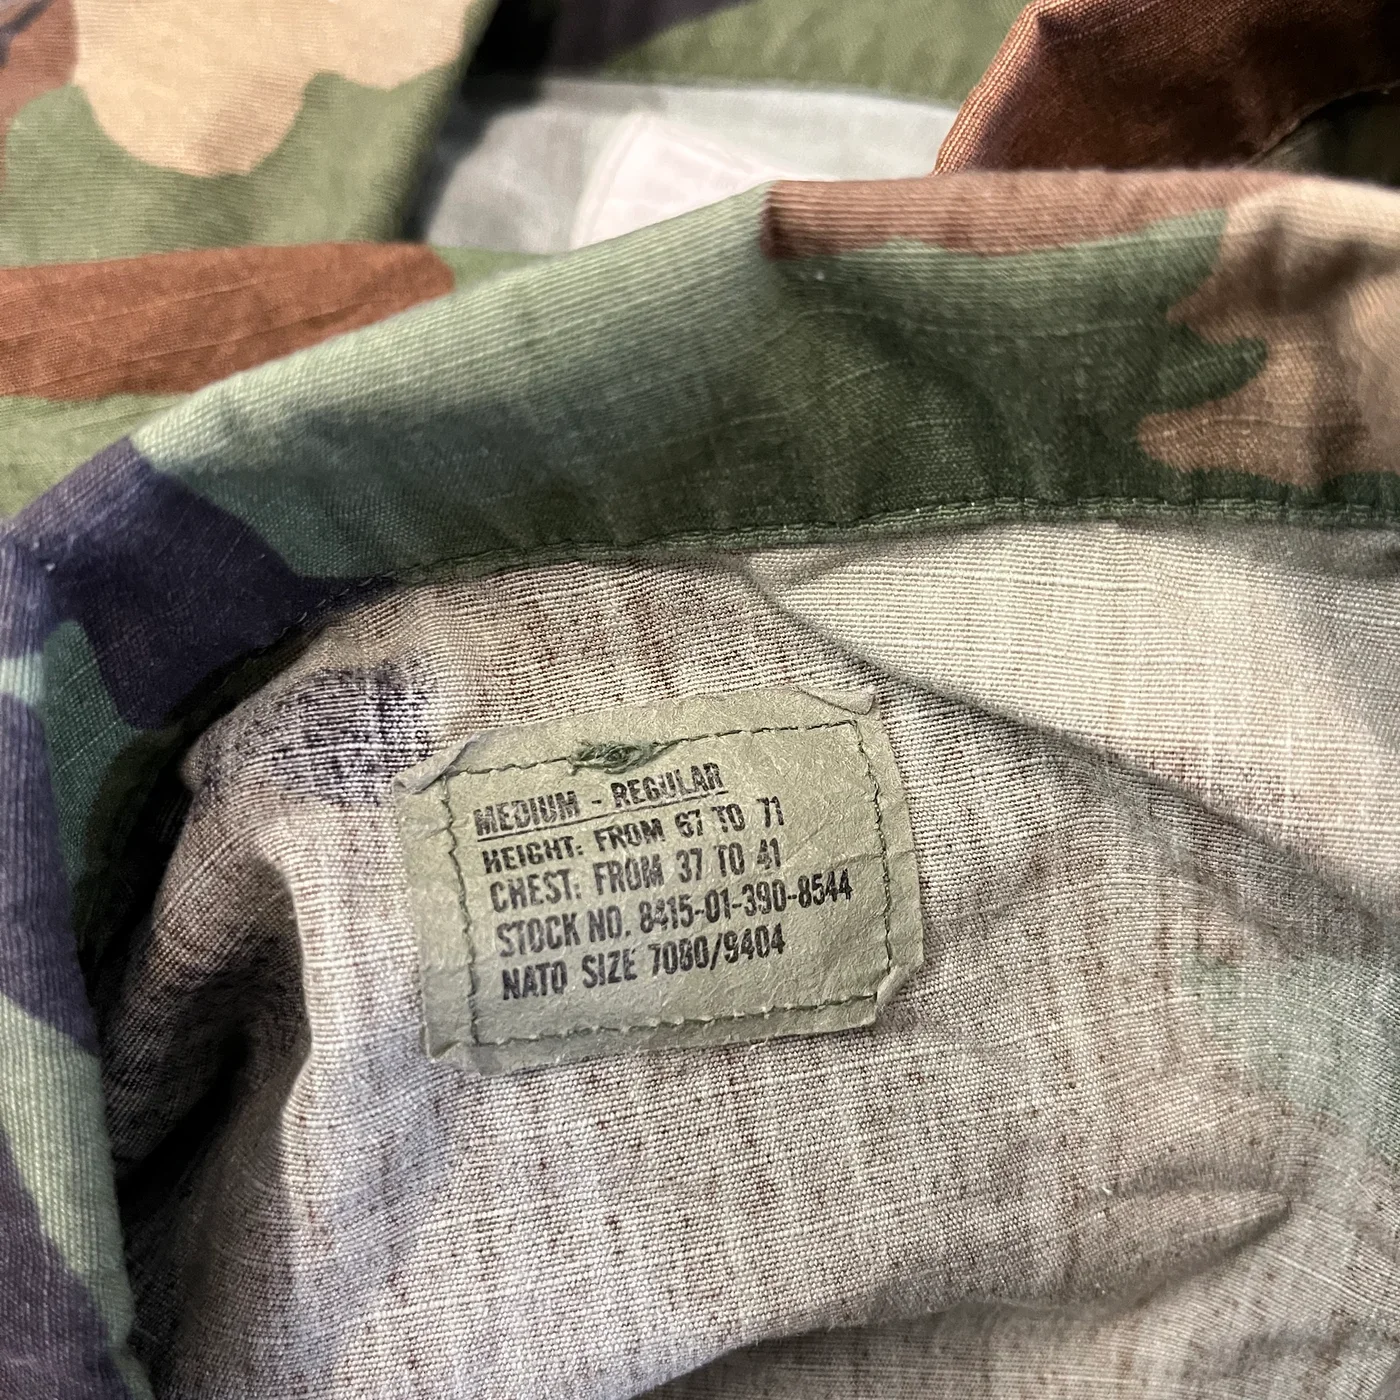 MEDIUM - REGULAR
HEIGHT: FROM 67 TO 71
CHEST: FROM 37 TO 41
STOCK NO. 8415-01-390-8544
NATO SIZE 7080/9404